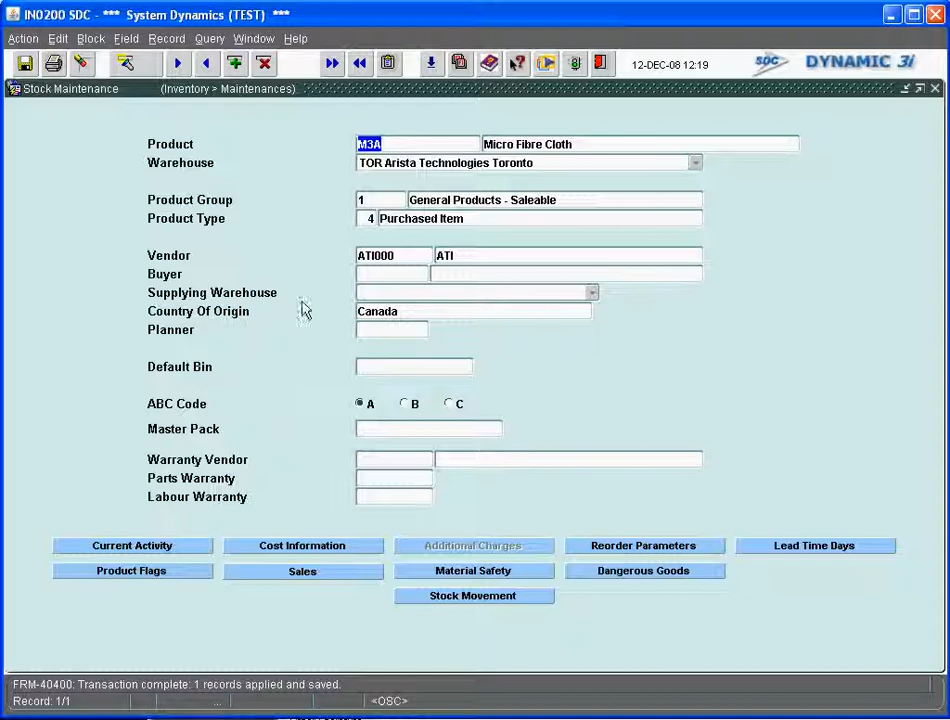 IN0200 SDC - *** System Dynamics (TEST) ***
Action Edit Block Field Record Query Window Help
12-DEC-08 12:19 SDC DYNAMIC 3i
Stock Maintenance (Inventory > Maintenances)
Product M3A Micro Fibre Cloth
Warehouse TOR Arista Technologies Toronto
Product Group 1 General Products - Saleable
Product Type 4 Purchased Item
Vendor ATI000 ATI
Buyer
Supplying Warehouse
Country Of Origin Canada
Planner
Default Bin
ABC Code A B C
Master Pack
Warranty Vendor
Parts Warranty
Labour Warranty
Current Activity Cost Information Additional Charges Reorder Parameters Lead Time Days
Product Flags Sales Material Safety Dangerous Goods
Stock Movement
FRM-40400: Transaction complete: 1 records applied and saved.
Record: 1/1 ... <OSC>